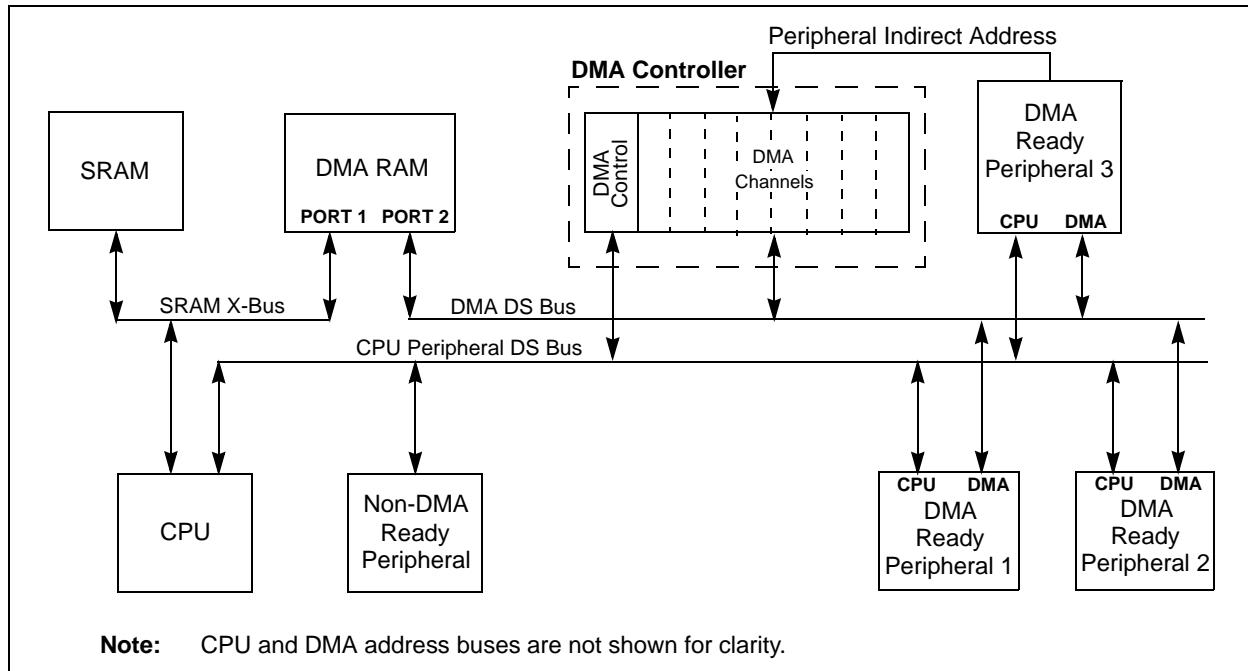 Peripheral Indirect Address
DMA Controller
SRAM
DMA RAM
PORT 1 PORT 2
DMA
Control
DMA
Channels
DMA
Ready
Peripheral 3
CPU DMA
SRAM X-Bus
DMA DS Bus
CPU Peripheral DS Bus
CPU
Non-DMA
Ready
Peripheral
CPU DMA
DMA
Ready
Peripheral 1
CPU DMA
DMA
Ready
Peripheral 2
Note: CPU and DMA address buses are not shown for clarity.